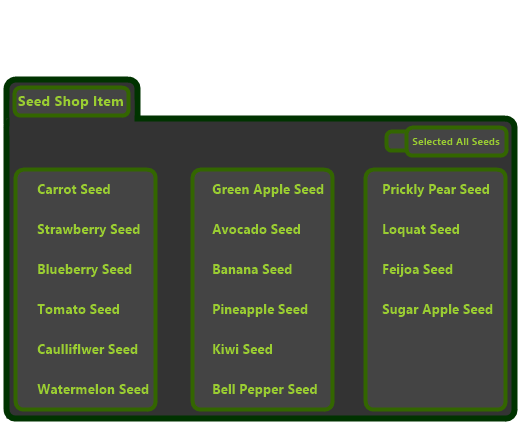 Seed Shop Item
Selected All Seeds
Carrot Seed
Strawberry Seed
Blueberry Seed
Tomato Seed
Caulliflwer Seed
Watermelon Seed
Green Apple Seed
Avocado Seed
Banana Seed
Pineapple Seed
Kiwi Seed
Bell Pepper Seed
Prickly Pear Seed
Loquat Seed
Feijoa Seed
Sugar Apple Seed